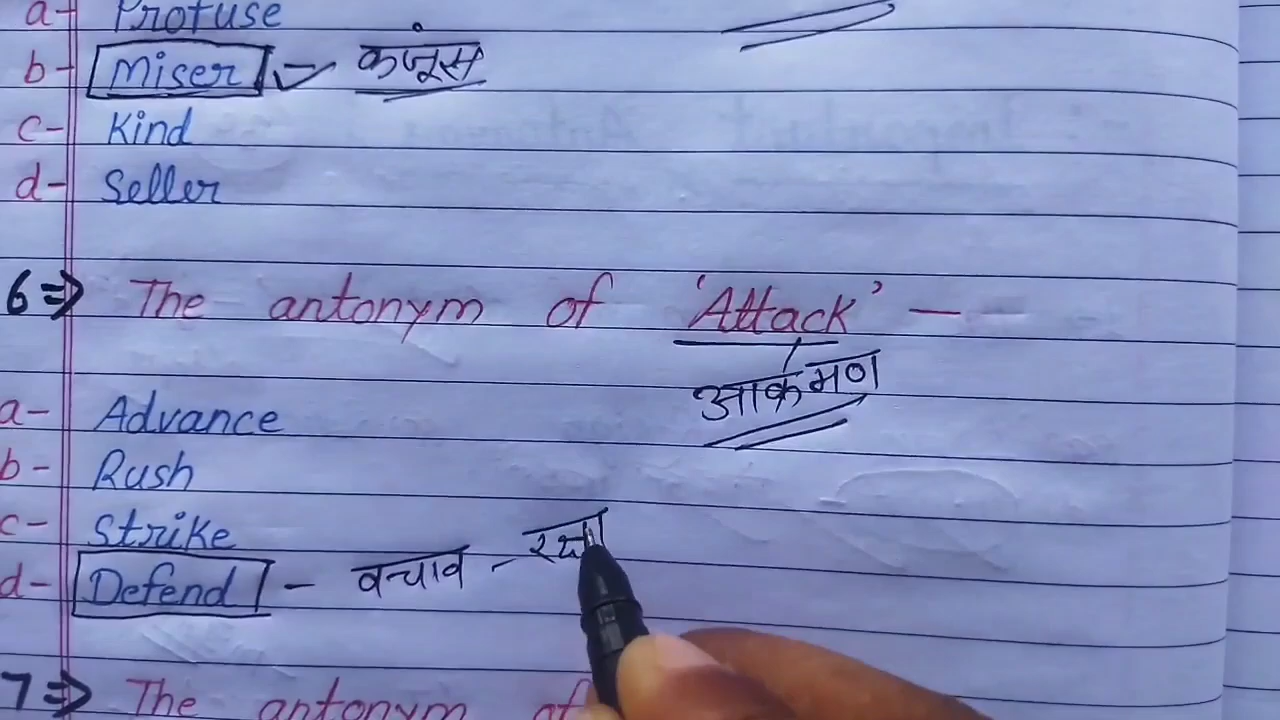 a- Profuse
b- Miser - कंजूस
c- Kind
d- Seller
6⇒ The antonym of 'Attack' -
आक्रमण
a- Advance
b- Rush
c- Strike
d- Defend - बचाव - रक्षा
7⇒ The antonym of